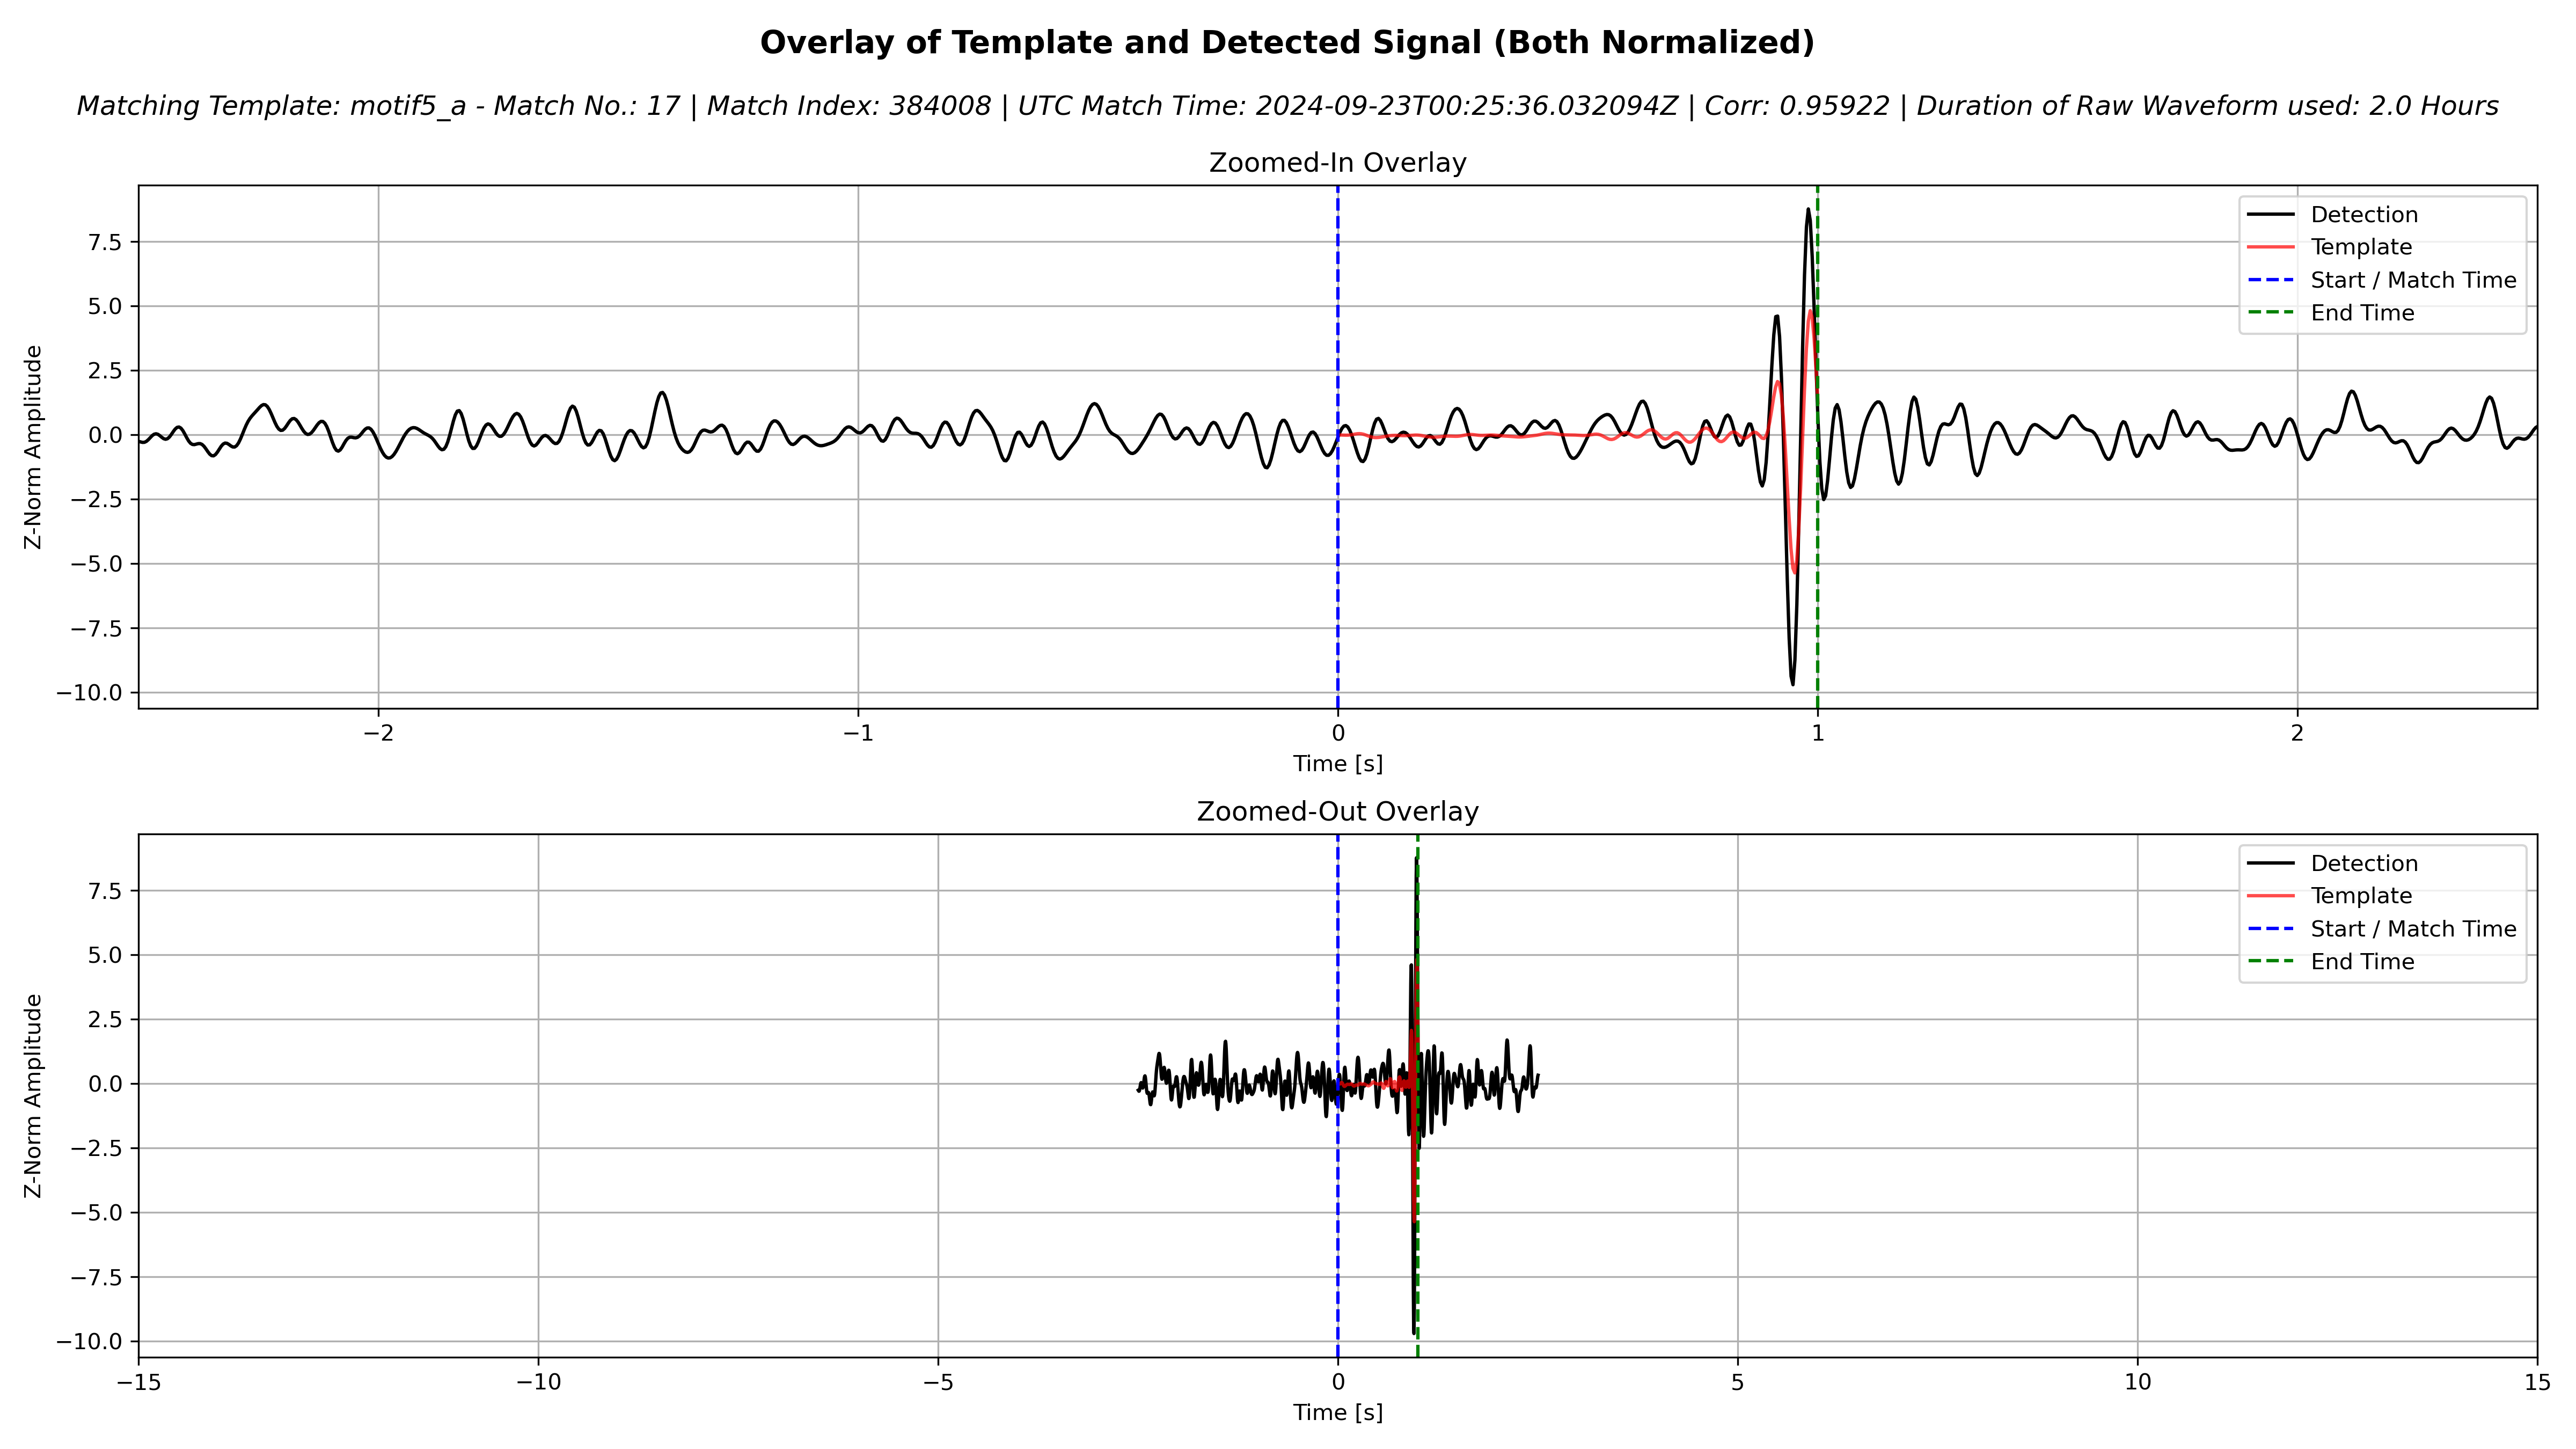 Overlay of Template and Detected Signal (Both Normalized)
Matching Template: motif5_a - Match No.: 17 | Match Index: 384008 | UTC Match Time: 2024-09-23T00:25:36.032094Z | Corr: 0.95922 | Duration of Raw Waveform used: 2.0 Hours
Zoomed-In Overlay
Z-Norm Amplitude
7.5
5.0
2.5
0.0
−2.5
−5.0
−7.5
−10.0
Detection
Template
Start / Match Time
End Time
−2 −1 0 1 2
Time [s]
Zoomed-Out Overlay
Z-Norm Amplitude
7.5
5.0
2.5
0.0
−2.5
−5.0
−7.5
−10.0
Detection
Template
Start / Match Time
End Time
−15 −10 −5 0 5 10 15
Time [s]